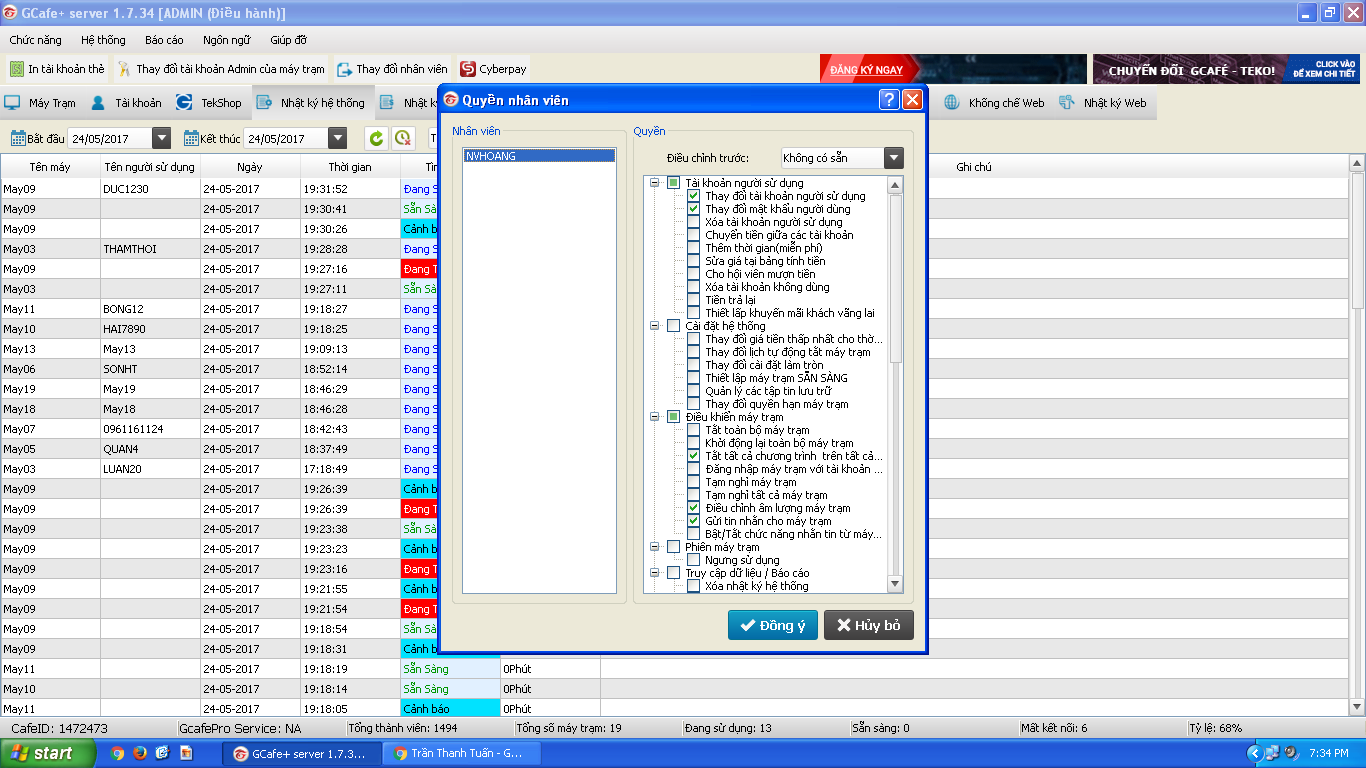 GCafe+ server 1.7.34 [ADMIN (Điều hành)]
Chức năng Hệ thống Báo cáo Ngôn ngữ Giúp đỡ
In tài khoản thẻ Thay đổi tài khoản Admin của máy trạm Thay đổi nhân viên Cyberpay
ĐĂNG KÝ NGAY
CHUYỂN ĐỔI GCAFÉ - TEKO!
CLICK VÀO
ĐỂ XEM CHI TIẾT
Máy Trạm Tài khoản TekShop Nhật ký hệ thống Nhật ký Khống chế Web Nhật ký Web
Bắt đầu 24/05/2017 Kết thúc 24/05/2017
Tên máy Tên người sử dụng Ngày Thời gian Ghi chú
May09 DUC1230 24-05-2017 19:31:52 Đang S
May09 24-05-2017 19:30:41 Sẵn Sà
May09 24-05-2017 19:30:26 Cảnh b
May03 THAMTHOI 24-05-2017 19:28:28 Đang S
May09 24-05-2017 19:27:16 Đang T
May03 24-05-2017 19:27:11 Sẵn Sà
May11 BONG12 24-05-2017 19:18:27 Đang S
May10 HAI7890 24-05-2017 19:18:25 Đang S
May13 May13 24-05-2017 19:09:13 Đang S
May06 SONHT 24-05-2017 18:52:14 Đang S
May19 May19 24-05-2017 18:46:29 Đang S
May18 May18 24-05-2017 18:46:28 Đang S
May07 0961161124 24-05-2017 18:42:43 Đang S
May05 QUAN4 24-05-2017 18:37:49 Đang S
May03 LUAN20 24-05-2017 17:18:49 Đang S
May09 24-05-2017 19:26:39 Cảnh b
May09 24-05-2017 19:26:39 Đang T
May09 24-05-2017 19:23:38 Sẵn Sà
May09 24-05-2017 19:23:23 Cảnh b
May09 24-05-2017 19:23:16 Đang T
May09 24-05-2017 19:21:55 Cảnh b
May09 24-05-2017 19:21:54 Đang T
May09 24-05-2017 19:18:54 Sẵn Sà
May09 24-05-2017 19:18:31 Cảnh b
May11 24-05-2017 19:18:19 Sẵn Sàng 0Phút
May10 24-05-2017 19:18:14 Sẵn Sàng 0Phút
May11 24-05-2017 19:18:05 Cảnh báo 0Phút
Quyền nhân viên
Nhân viên
NVHOANG
Quyền
Điều chỉnh trước: Không có sẵn
Tài khoản người sử dụng
Thay đổi tài khoản người sử dụng
Thay đổi mật khẩu người dùng
Xóa tài khoản người sử dụng
Chuyển tiền giữa các tài khoản
Thêm thời gian(miễn phí)
Sửa giá tại bảng tính tiền
Cho hội viên mượn tiền
Xóa tài khoản không dùng
Tiền trả lại
Thiết lập khuyến mãi khách vãng lai
Cài đặt hệ thống
Thay đổi giá tiền thấp nhất cho thờ...
Thay đổi lịch tự động tắt máy trạm
Thay đổi cài đặt làm tròn
Thiết lập máy trạm SẴN SÀNG
Quản lý các tập tin lưu trữ
Thay đổi quyền hạn máy trạm
Điều khiển máy trạm
Tắt toàn bộ máy trạm
Khởi động lại toàn bộ máy trạm
Tắt tất cả chương trình trên tất cả...
Đăng nhập máy trạm với tài khoản ...
Tạm nghỉ máy trạm
Tạm nghỉ tất cả máy trạm
Điều chỉnh âm lượng máy trạm
Gửi tin nhắn cho máy trạm
Bật/Tắt chức năng nhắn tin từ máy...
Phiên máy trạm
Ngưng sử dụng
Truy cập dữ liệu / Báo cáo
Xóa nhật ký hệ thống
Đồng ý Hủy bỏ
CafeID: 1472473 GcafePro Service: NA Tổng thành viên: 1494 Tổng số máy trạm: 19 Đang sử dụng: 13 Sẵn sàng: 0 Mất kết nối: 6 Tỷ lệ: 68%
start GCafe+ server 1.7.3... Trần Thanh Tuấn - G... 7:34 PM